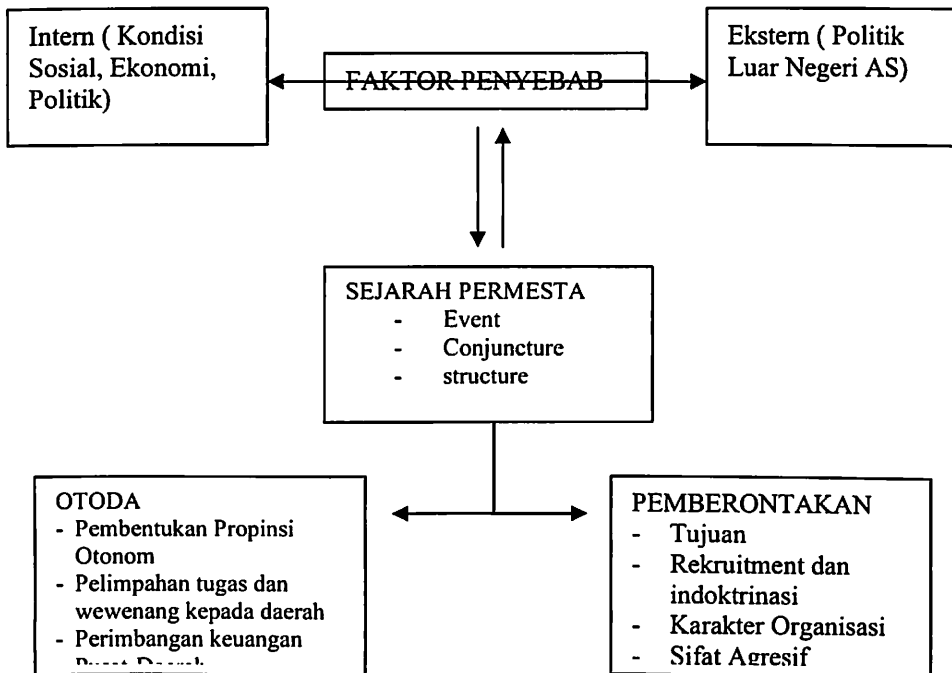 Intern ( Kondisi
Sosial, Ekonomi,
Politik)
FAKTOR PENYEBAB
Ekstern ( Politik
Luar Negeri AS)
SEJARAH PERMESTA
- Event
- Conjuncture
- structure
OTODA
- Pembentukan Propinsi
Otonom
- Pelimpahan tugas dan
wewenang kepada daerah
- Perimbangan keuangan
PEMBERONTAKAN
- Tujuan
- Rekruitment dan
indoktrinasi
- Karakter Organisasi
- Sifat Agresif